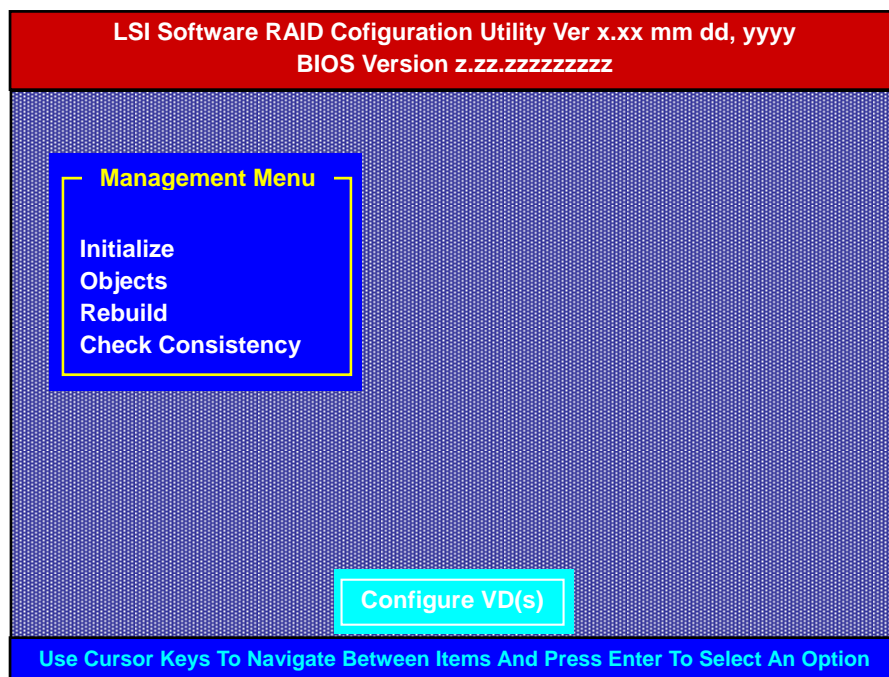 LSI Software RAID Cofiguration Utility Ver x.xx mm dd, yyyy
BIOS Version z.zz.zzzzzzzzz
Management Menu
Initialize
Objects
Rebuild
Check Consistency
Configure VD(s)
Use Cursor Keys To Navigate Between Items And Press Enter To Select An Option